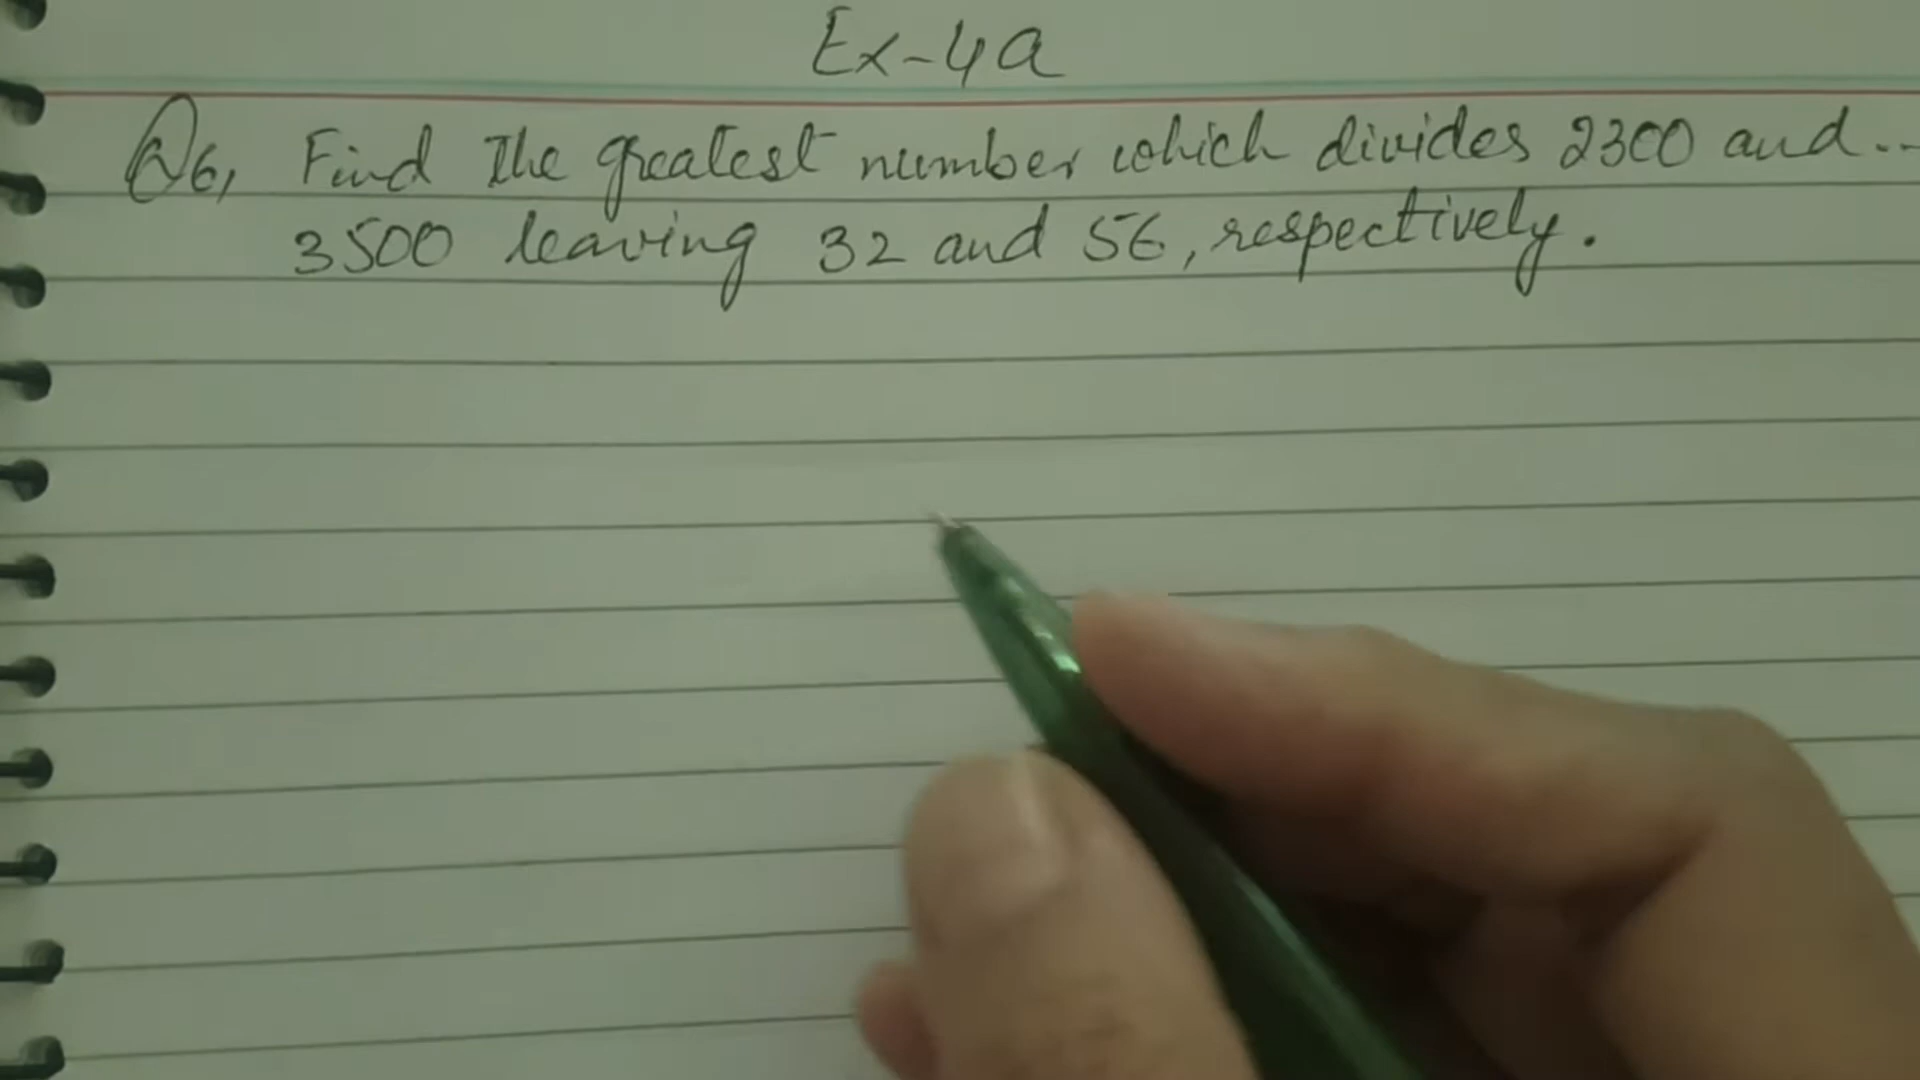 Ex-4a
Q6, Find the greatest number which divides 2300 and..
3500 leaving 32 and 56, respectively.